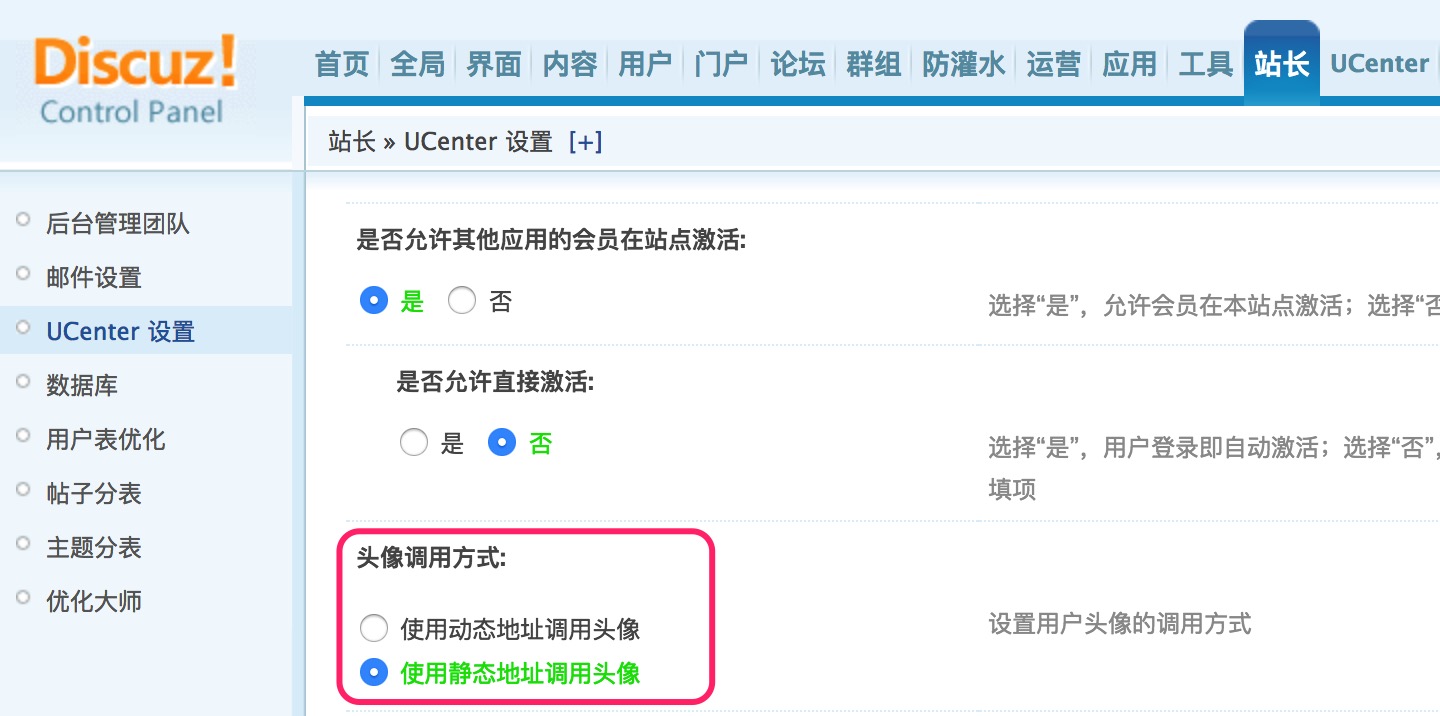 Discuz!
Control Panel
首页 全局 界面 内容 用户 门户 论坛 群组 防灌水 运营 应用 工具 站长 UCenter
站长 » UCenter 设置 [+]
后台管理团队
邮件设置
UCenter 设置
数据库
用户表优化
帖子分表
主题分表
优化大师
是否允许其他应用的会员在站点激活:
是 否
选择“是”，允许会员在本站点激活；选择“否
是否允许直接激活:
是 否
选择“是”，用户登录即自动激活；选择“否”，
填项
头像调用方式:
使用动态地址调用头像
使用静态地址调用头像
设置用户头像的调用方式